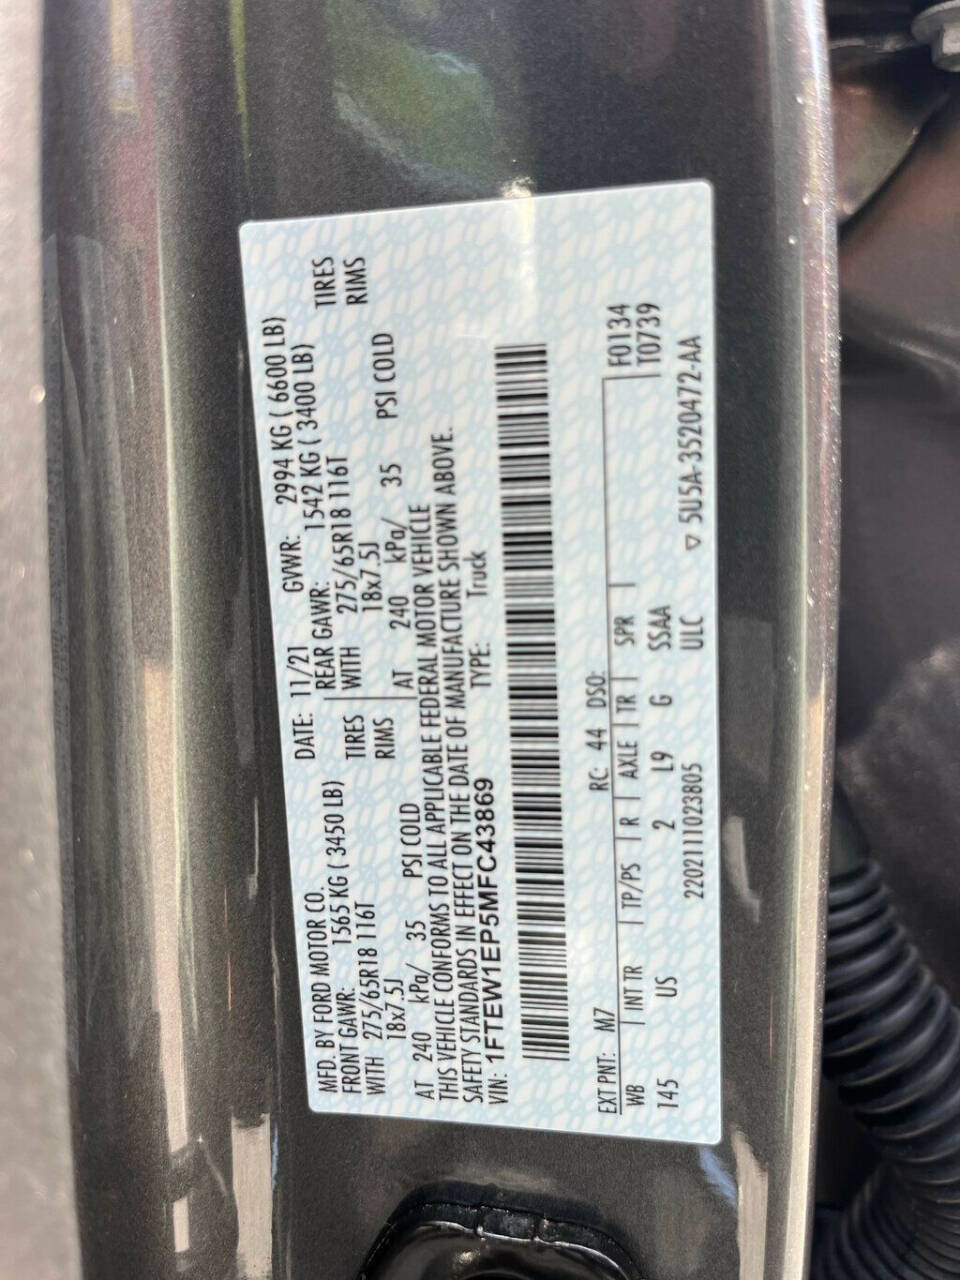 MFD. BY FORD MOTOR CO.
DATE: 11/21 GVWR: 2994 KG ( 6600 LB)
FRONT GAWR: 1565 KG ( 3450 LB) REAR GAWR: 1542 KG ( 3400 LB)
WITH 275/65R18 116T TIRES WITH 275/65R18 116T TIRES
18x7.5J RIMS 18x7.5J RIMS
AT 240 kPa/ 35 PSI COLD AT 240 kPa/ 35 PSI COLD
THIS VEHICLE CONFORMS TO ALL APPLICABLE FEDERAL MOTOR VEHICLE
SAFETY STANDARDS IN EFFECT ON THE DATE OF MANUFACTURE SHOWN ABOVE.
VIN: 1FTEW1EP5MFC43869 TYPE: Truck
EXT PNT: M7 RC: 44 DSO: F0134
WB INT TR TP/PS R AXLE TR SPR T0739
145 US 2 L9 G SSAA
2202111023805 ULC ▽ 5U5A-3520472-AA